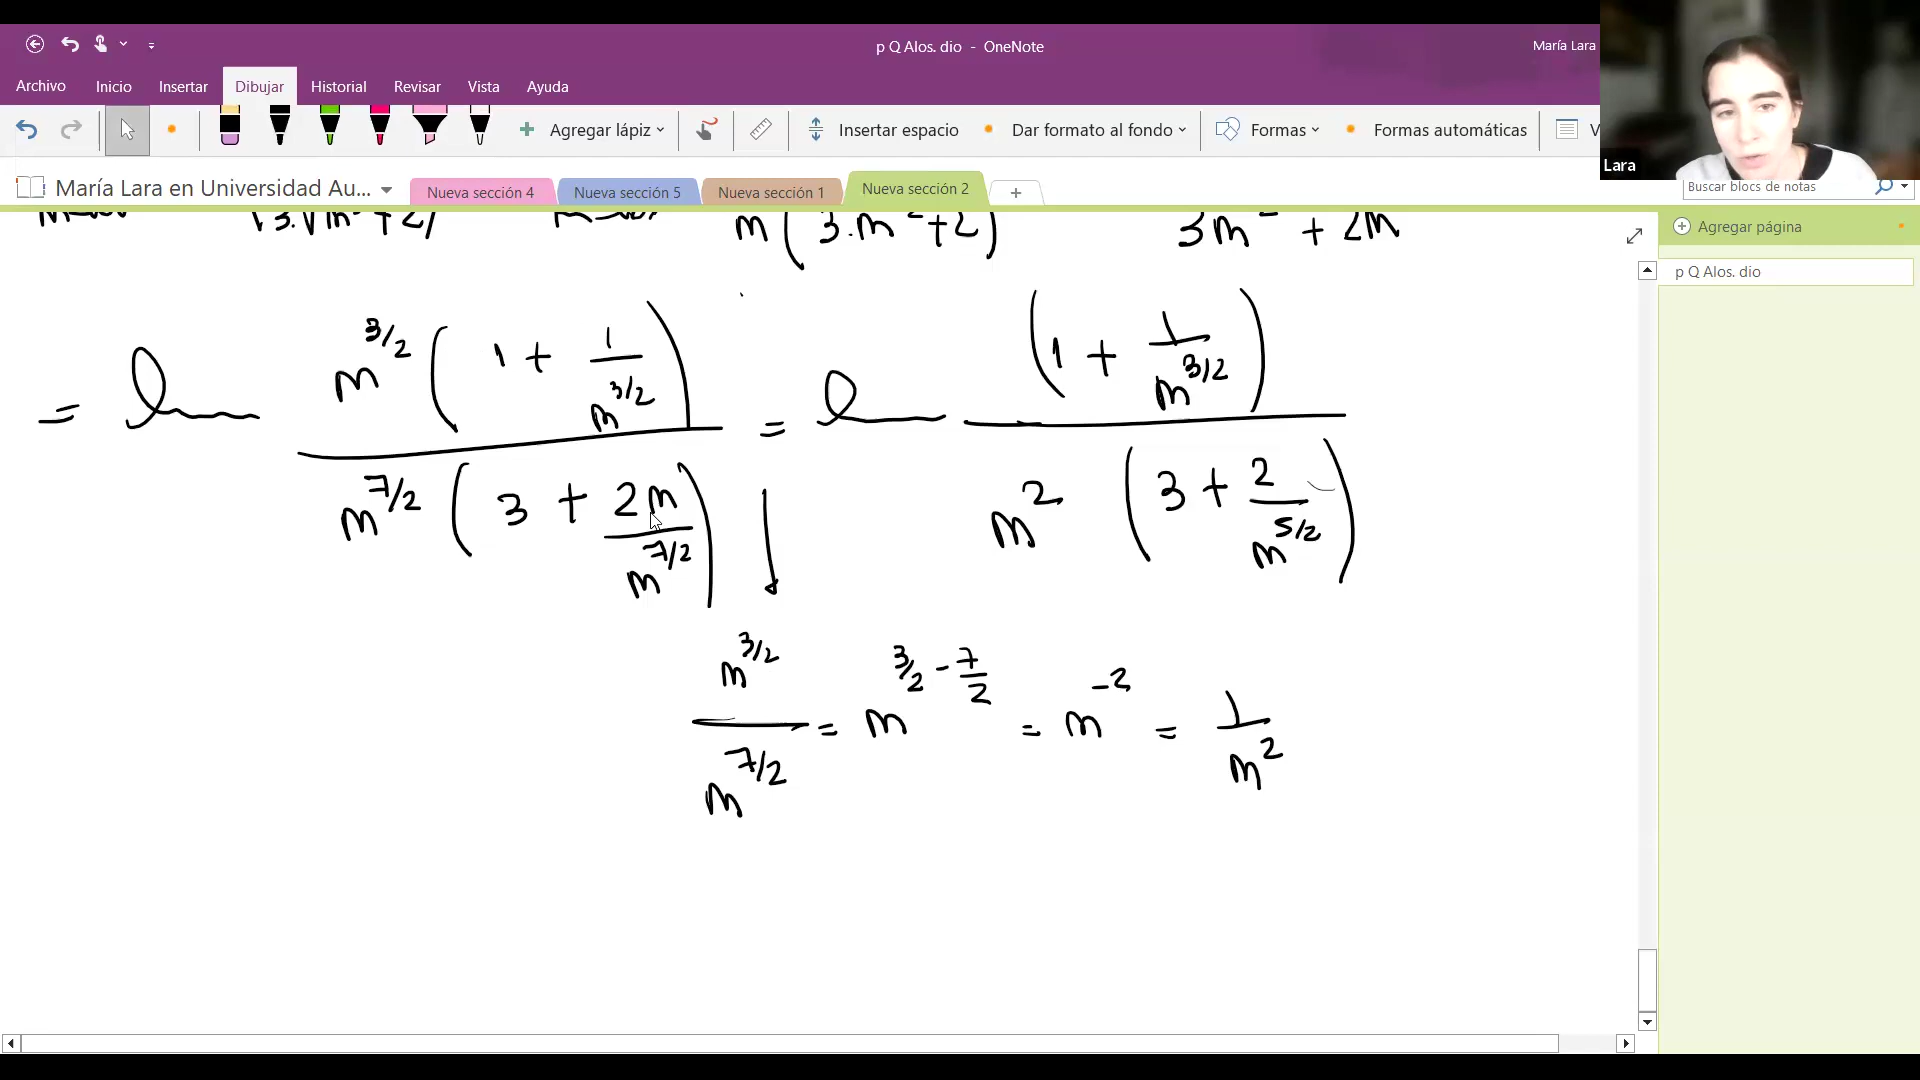 p Q Alos. dio - OneNote
María Lara
Archivo Inicio Insertar Dibujar Historial Revisar Vista Ayuda
Agregar lápiz Insertar espacio Dar formato al fondo Formas Formas automáticas V
Lara
María Lara en Universidad Au... Nueva sección 4 Nueva sección 5 Nueva sección 1 Nueva sección 2 +
Buscar blocs de notas
Agregar página
p Q Alos. dio
3m + 2m
= lim m^3/2 (1 + 1/m^3/2) / m^7/2 (3 + 2m/m^7/2) = lim (1 + 1/m^3/2) / m^2 (3 + 2/m^5/2)
m^3/2 / m^7/2 = m^3/2 - 7/2 = m^-2 = 1/m^2